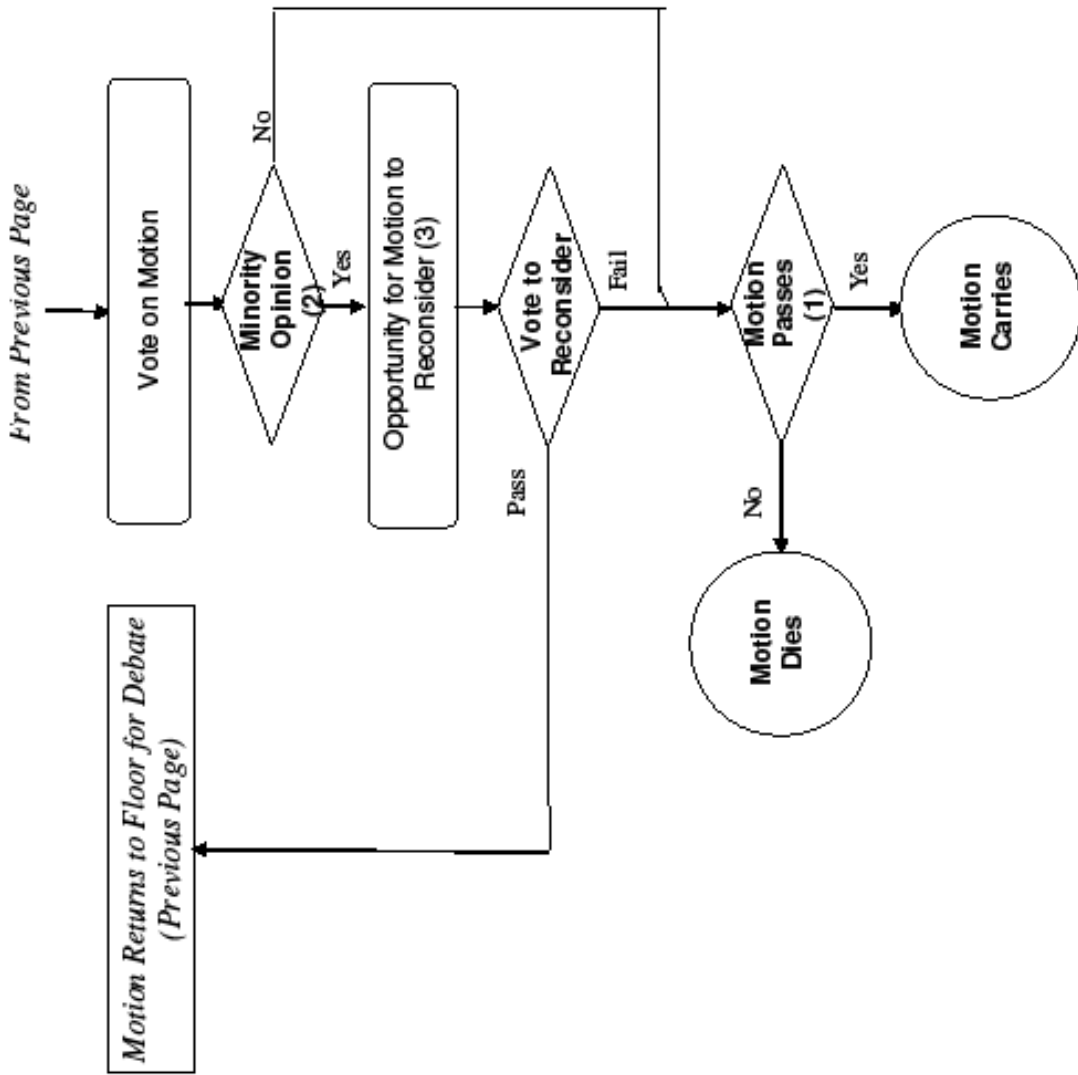 From Previous Page
Vote on Motion
Minority
Opinion
(2)
No
Yes
Opportunity for Motion to
Reconsider (3)
Vote to
Reconsider
Pass
Fail
Motion Returns to Floor for Debate
(Previous Page)
Motion
Passes
(1)
No
Yes
Motion
Dies
Motion
Carries